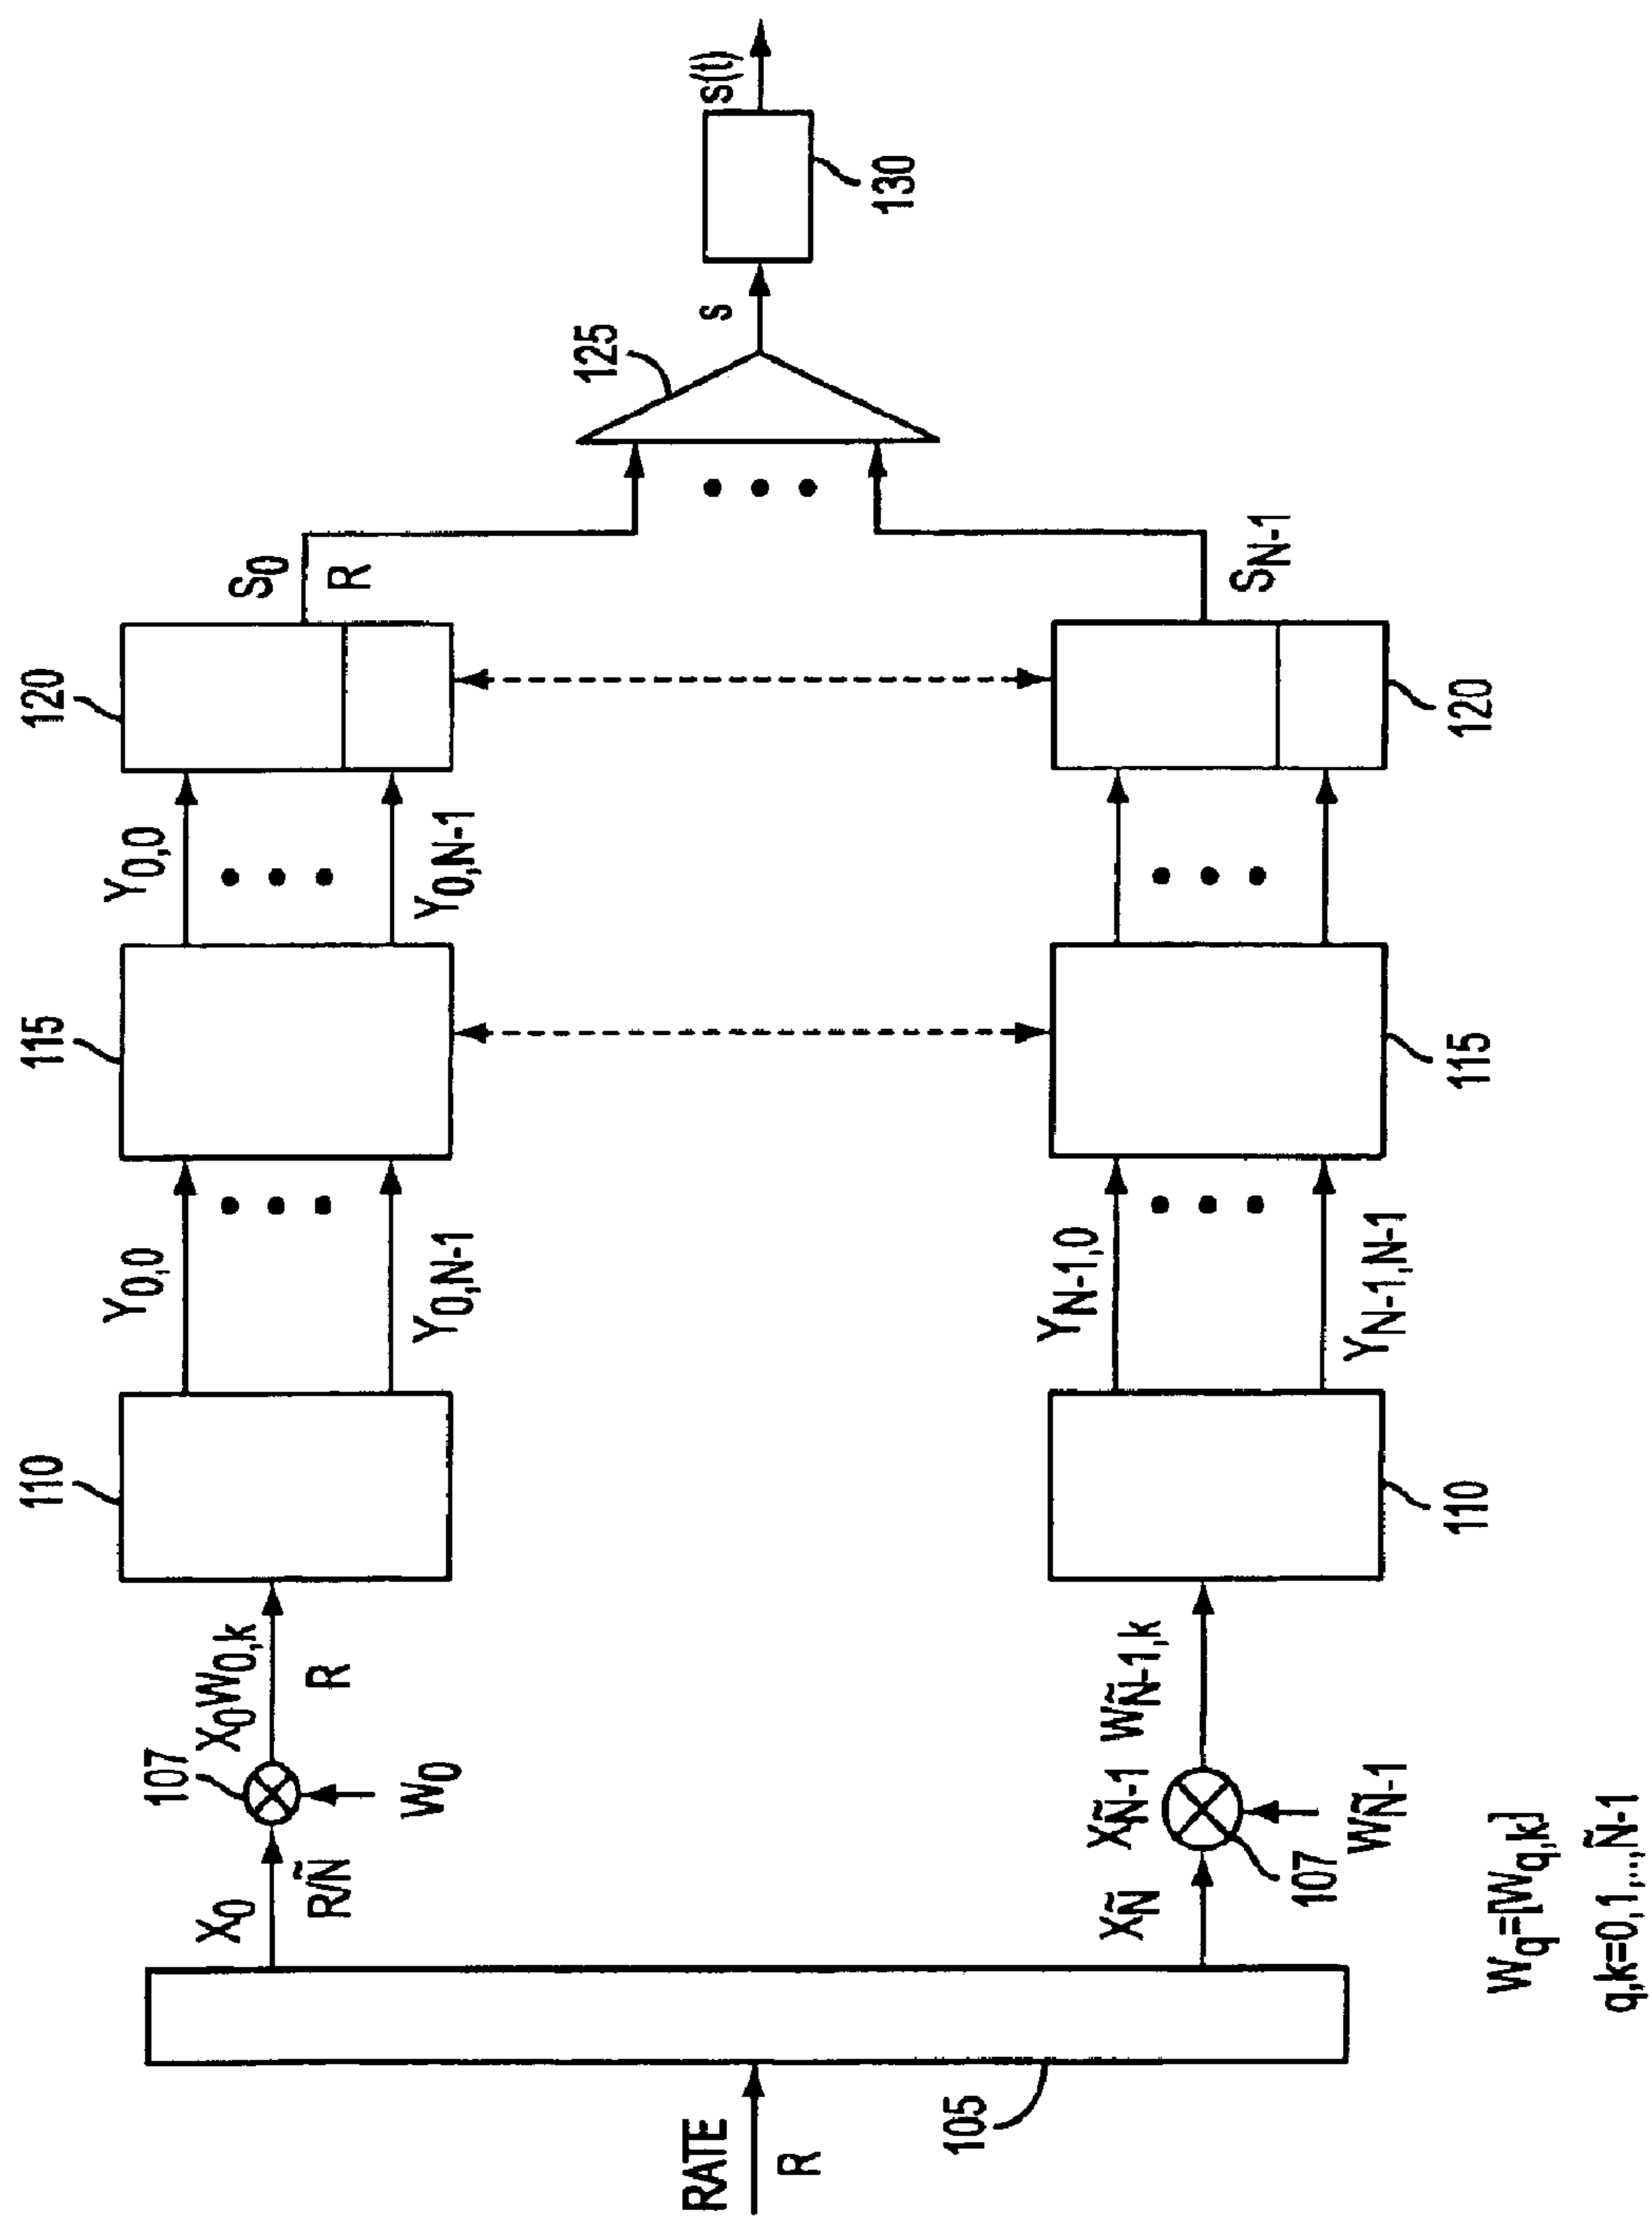 RATE
R
105
X0
R/Ñ
107
W0
X0W0,k
R
110
Y0,0
Y0,N-1
115
Y0,0
Y0,N-1
120
S0
R
125
s
130
s(t)
XÑ
107
XÑ-1 WÑ-1,k
WÑ-1
110
YN-1,0
YN-1,N-1
115
120
SN-1
Wq=[Wq,k]
q,k=0,1,..,Ñ-1